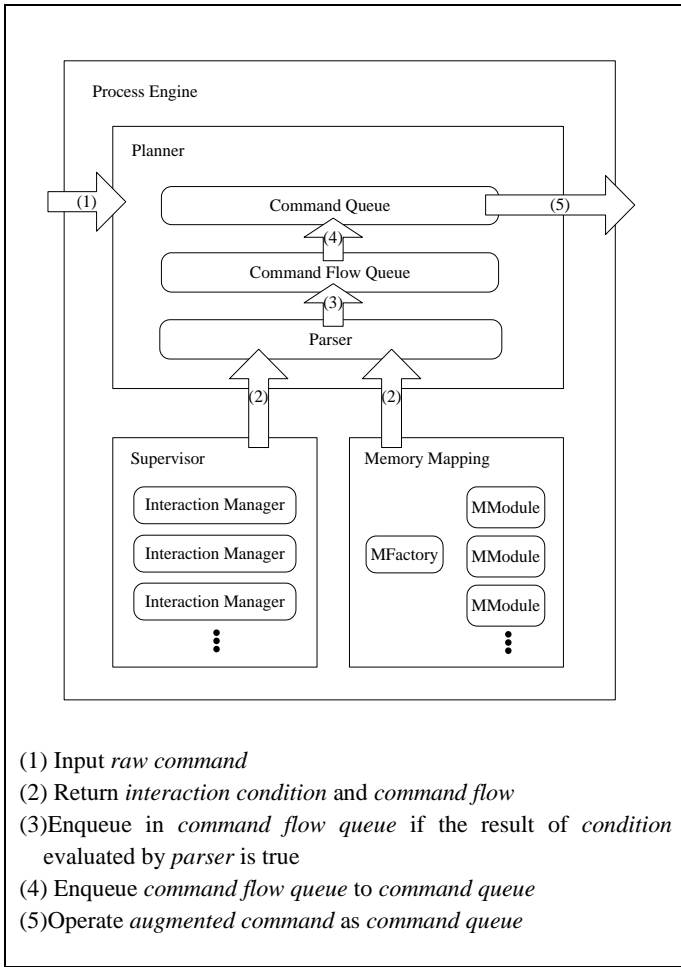 Process Engine
Planner
(1)
Command Queue
(5)
(4)
Command Flow Queue
(3)
Parser
(2)
(2)
Supervisor
Interaction Manager
Interaction Manager
Interaction Manager
Memory Mapping
MFactory
MModule
MModule
MModule
(1) Input raw command
(2) Return interaction condition and command flow
(3)Enqueue in command flow queue if the result of condition
evaluated by parser is true
(4) Enqueue command flow queue to command queue
(5)Operate augmented command as command queue